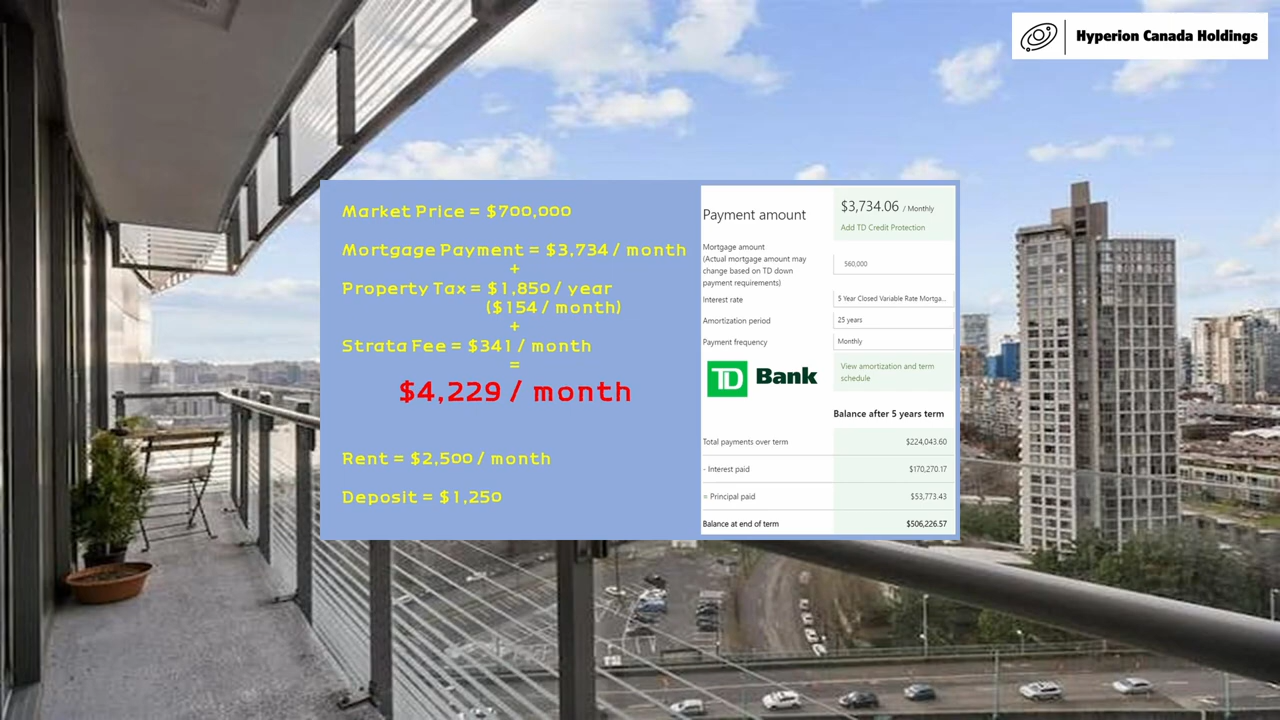 Hyperion Canada Holdings
Market Price = $700,000
Mortgage Payment = $3,734 / month
+
Property Tax = $1,850 / year
($154 / month)
+
Strata Fee = $341 / month
=
$4,229 / month
Rent = $2,500 / month
Deposit = $1,250
Payment amount
$3,734.06 / Monthly
Add TD Credit Protection
Mortgage amount
(Actual mortgage amount may
change based on TD down
payment requirements)
560,000
Interest rate
5 Year Closed Variable Rate Mortga...
Amortization period
25 years
Payment frequency
Monthly
TD Bank
View amortization and term
schedule
Balance after 5 years term
Total payments over term
$224,043.60
- Interest paid
$170,270.17
= Principal paid
$53,773.43
Balance at end of term
$506,226.57